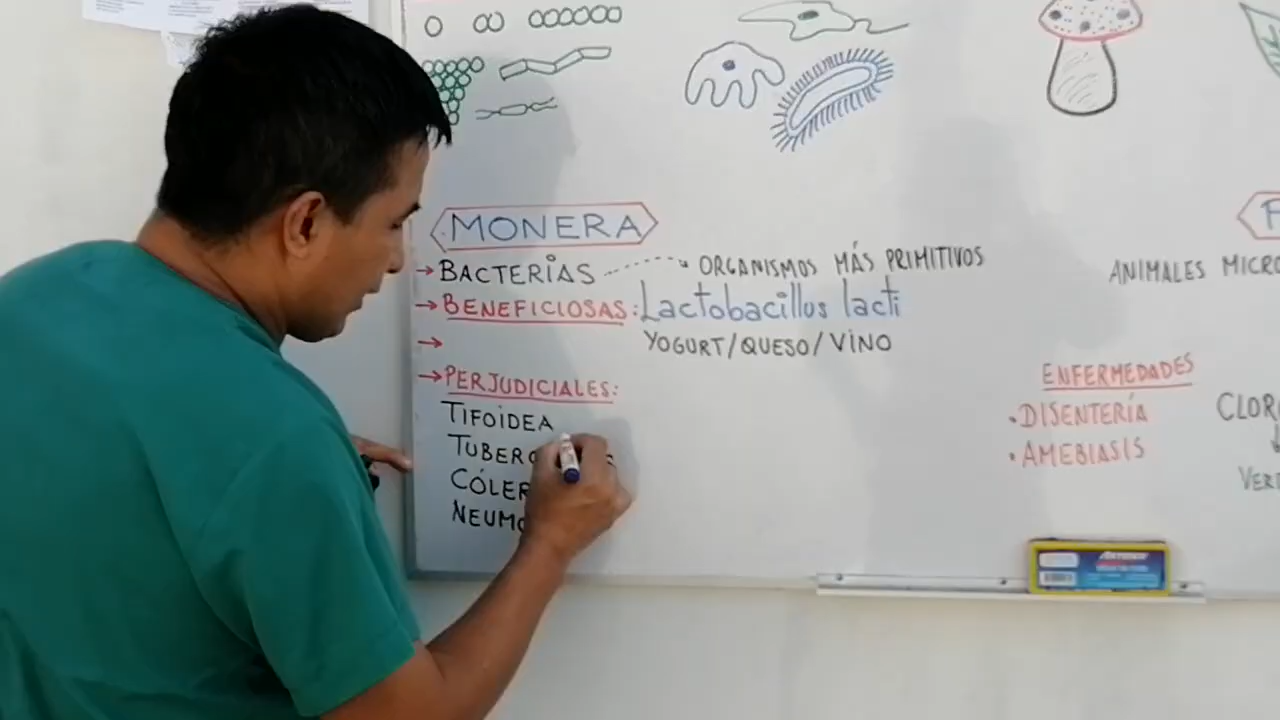 MONERA
→BACTERIAS ORGANISMOS MÁS PRIMITIVOS
→BENEFICIOSAS: Lactobacillus lacti
→ YOGURT/QUESO/VINO
→PERJUDICIALES:
TIFOIDEA
CÓLER
NEUMO
ANIMALES MICRO
ENFERMEDADES
·DISENTERÍA
·AMEBIASIS
CLOR
VER